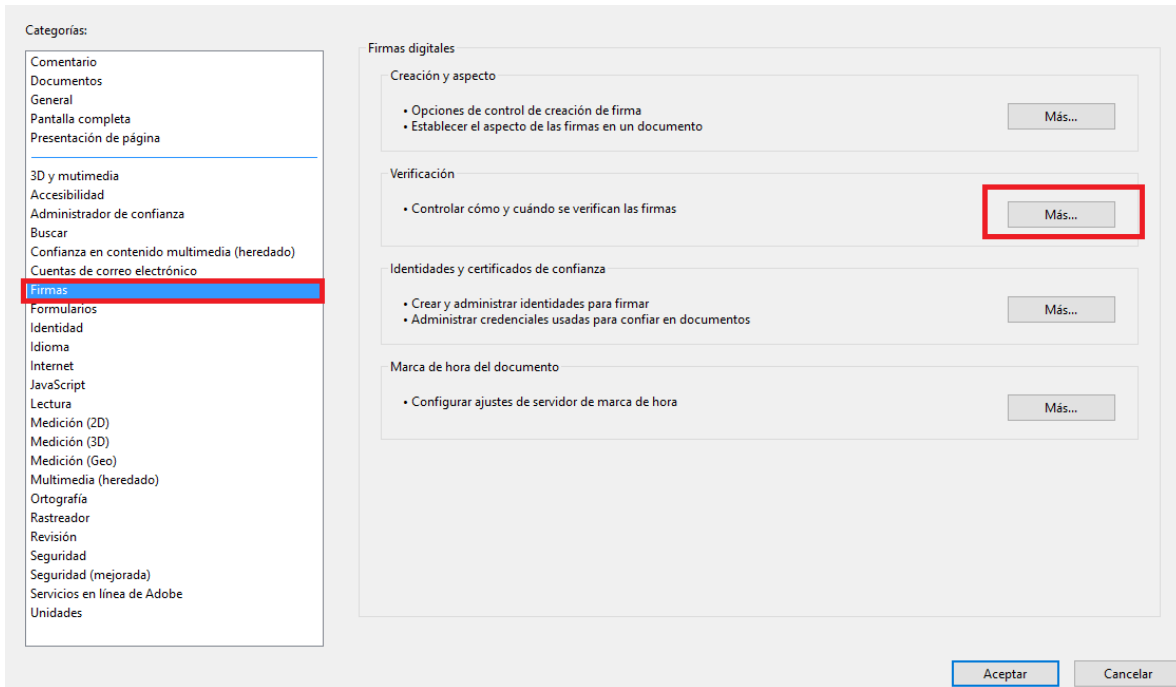 Categorías:
Comentario
Documentos
General
Pantalla completa
Presentación de página
3D y mutimedia
Accesibilidad
Administrador de confianza
Buscar
Confianza en contenido multimedia (heredado)
Cuentas de correo electrónico
Firmas
Formularios
Identidad
Idioma
Internet
JavaScript
Lectura
Medición (2D)
Medición (3D)
Medición (Geo)
Multimedia (heredado)
Ortografía
Rastreador
Revisión
Seguridad
Seguridad (mejorada)
Servicios en línea de Adobe
Unidades
Firmas digitales
Creación y aspecto
• Opciones de control de creación de firma
• Establecer el aspecto de las firmas en un documento
Más...
Verificación
• Controlar cómo y cuándo se verifican las firmas
Más...
Identidades y certificados de confianza
• Crear y administrar identidades para firmar
• Administrar credenciales usadas para confiar en documentos
Más...
Marca de hora del documento
• Configurar ajustes de servidor de marca de hora
Más...
Aceptar
Cancelar